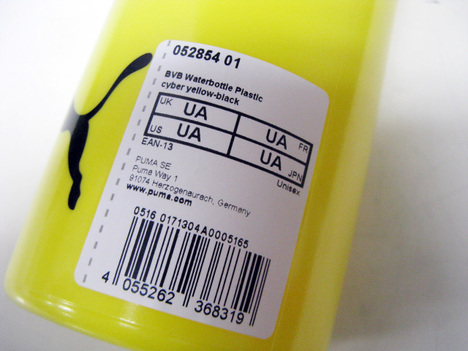 052854 01
BVB Waterbottle Plastic
cyber yellow-black
UK UA UA FR
US UA UA JPN
EAN-13 Unisex
PUMA SE
Puma Way 1
91074 Herzogenaurach, Germany
www.puma.com
0516 0171304A0005165
4 055262 368319